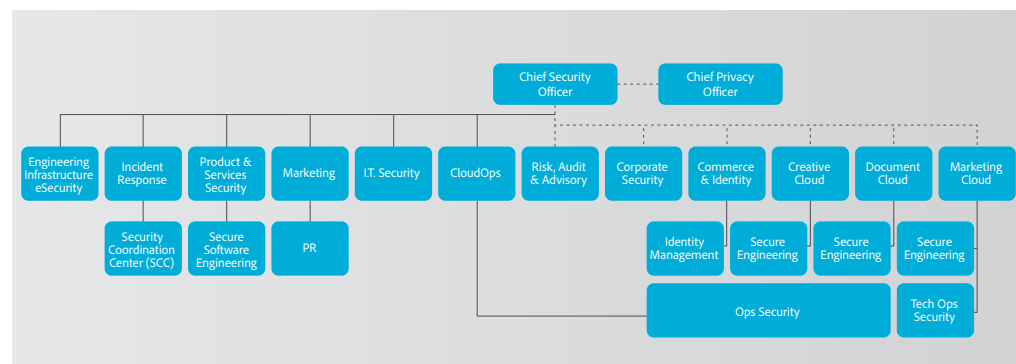 Chief Security
Officer
Chief Privacy
Officer
Engineering
Infrastructure
eSecurity
Incident
Response
Product &
Services
Security
Marketing
I.T. Security
CloudOps
Risk, Audit
& Advisory
Corporate
Security
Commerce
& Identity
Creative
Cloud
Document
Cloud
Marketing
Cloud
Security
Coordination
Center (SCC)
Secure
Software
Engineering
PR
Identity
Management
Secure
Engineering
Secure
Engineering
Secure
Engineering
Ops Security
Tech Ops
Security